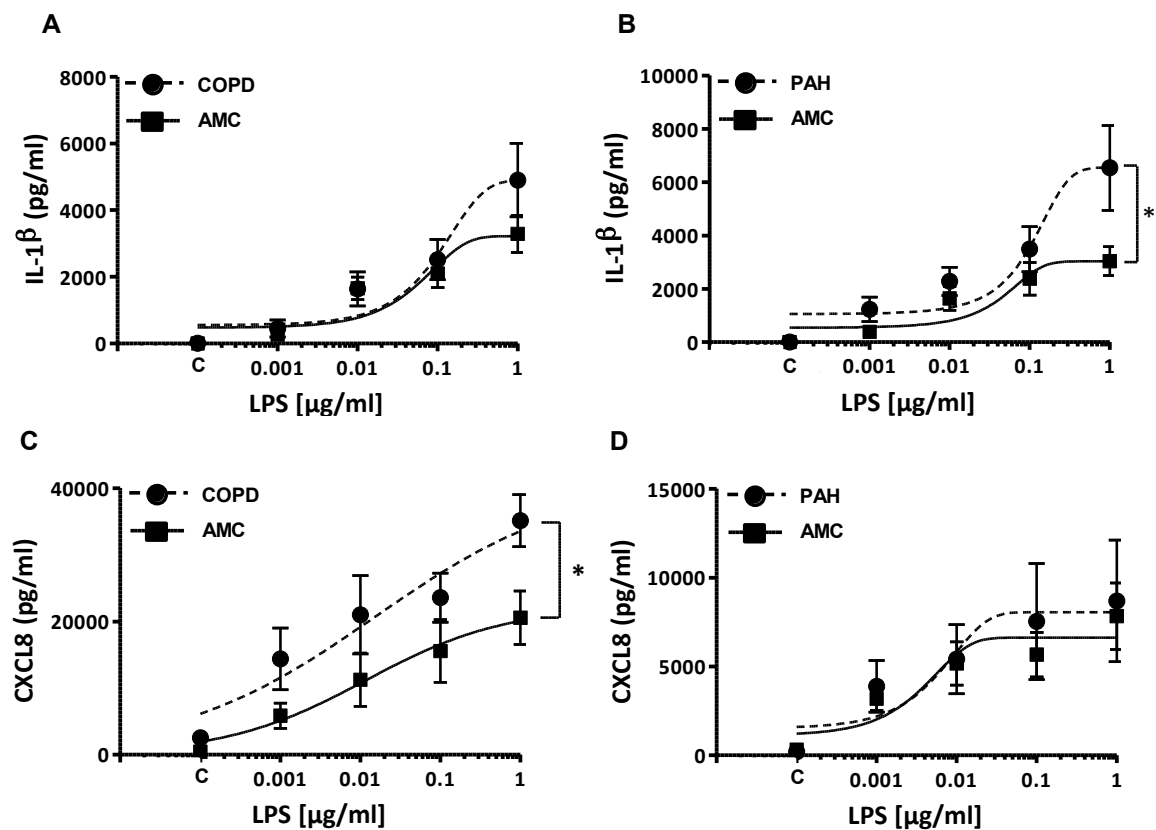 A
8000
6000
4000
2000
0
IL-1β (pg/ml)
COPD
AMC
C 0.001 0.01 0.1 1
LPS [µg/ml]
B
10000
8000
6000
4000
2000
0
IL-1β (pg/ml)
PAH
AMC
*
C 0.001 0.01 0.1 1
LPS [µg/ml]
C
40000
20000
0
CXCL8 (pg/ml)
COPD
AMC
*
C 0.001 0.01 0.1 1
LPS [µg/ml]
D
15000
10000
5000
0
CXCL8 (pg/ml)
PAH
AMC
C 0.001 0.01 0.1 1
LPS [µg/ml]